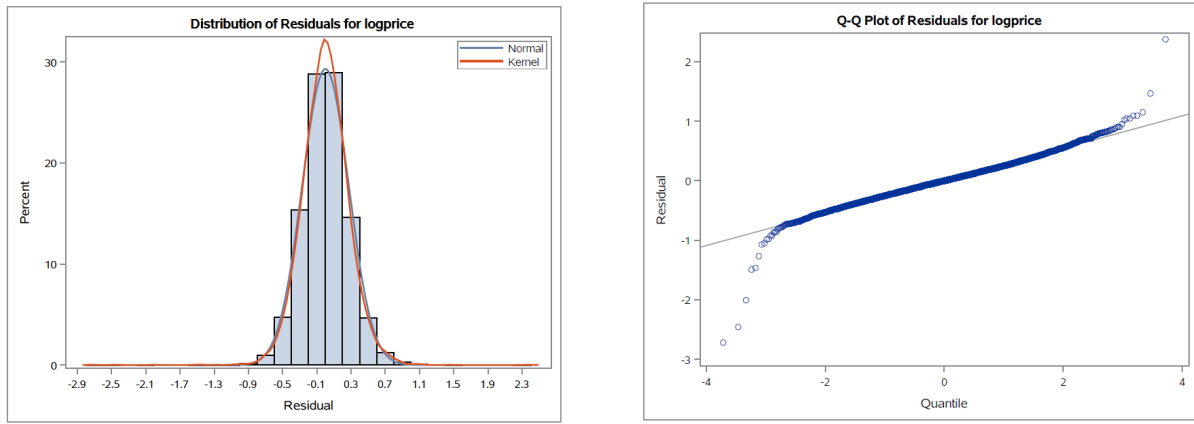 Distribution of Residuals for logprice
Normal
Kernel
30
20
10
0
Percent
-2.9 -2.5 -2.1 -1.7 -1.3 -0.9 -0.5 -0.1 0.3 0.7 1.1 1.5 1.9 2.3
Residual
Q-Q Plot of Residuals for logprice
2
1
0
-1
-2
-3
Residual
-4 -2 0 2 4
Quantile